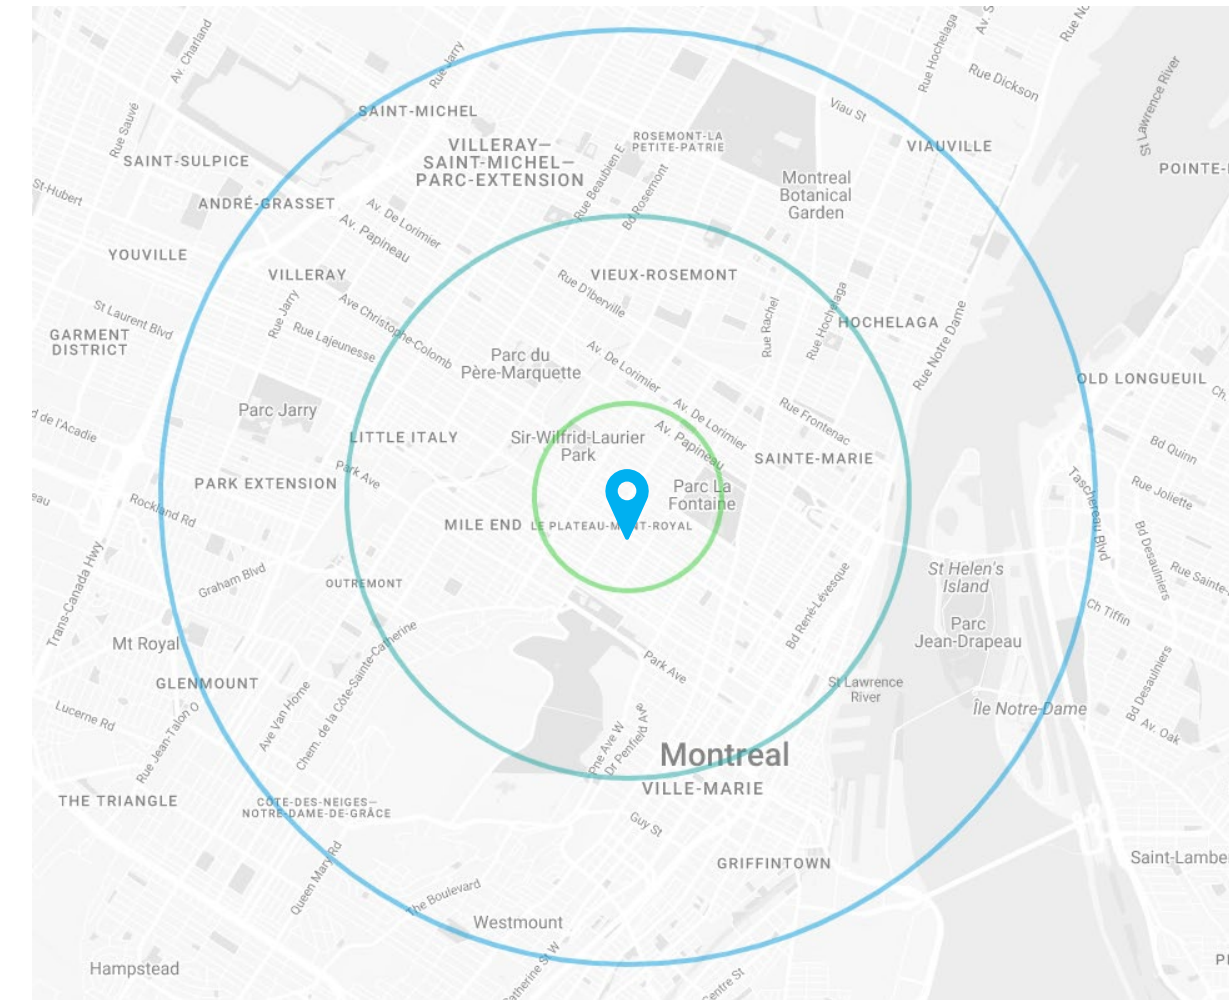 Av. Charland
Rue Jarry
Rue Hochelaga
Rue Dickson
St Lawrence River
Rue Sauvé
SAINT-MICHEL
Viau St
VILLERAY—
SAINT-MICHEL—
PARC-EXTENSION
ROSEMONT-LA
PETITE-PATRIE
VIAUVILLE
SAINT-SULPICE
POINTE-
Rue Beaubien E
Bd Rosemont
Montreal
Botanical
Garden
St-Hubert
ANDRÉ-GRASSET
Av. De Lorimier
Av. Papineau
YOUVILLE
VILLERAY
VIEUX-ROSEMONT
Rue D'Iberville
St Laurent Blvd
Rue Jarry
Ave Christophe-Colomb
Rue Rachel
Rue Hochelaga
HOCHELAGA
Rue Notre Dame
GARMENT
DISTRICT
Rue Lajeunesse
Parc du
Père-Marquette
Av. De Lorimier
OLD LONGUEUIL
Ch.
Parc Jarry
d de l'Acadie
LITTLE ITALY
Sir-Wilfrid-Laurier
Park
Av. De Lorimier
Av. Papineau
Rue Frontenac
Bd Quinn
SAINTE-MARIE
Park Ave
PARK EXTENSION
Parc La
Fontaine
Taschereau Blvd
Rue Joliette
eau
Rockland Rd
MILE END
LE PLATEAU-MONT-ROYAL
Bd Desaulniers
Trans-Canada Hwy
Graham Blvd
OUTREMONT
St Helen's
Island
Rue Sainte-
Bd René-Lévesque
Ch Tiffin
Parc
Jean-Drapeau
Mt Royal
Chem. de la Côte-Sainte-Catherine
Park Ave
GLENMOUNT
St Lawrence
River
Bd Desaulniers
Île Notre-Dame
Lucerne Rd
Ave Van Horne
Rue Jean-Talon O
Pine Ave W
Dr Penfield Ave
Av. Oak
Montreal
VILLE-MARIE
THE TRIANGLE
CÔTE-DES-NEIGES—
NOTRE-DAME-DE-GRÂCE
Guy St
Queen Mary Rd
GRIFFINTOWN
Saint-Lambe
The Boulevard
Westmount
Hampstead
atherine St W
entre St